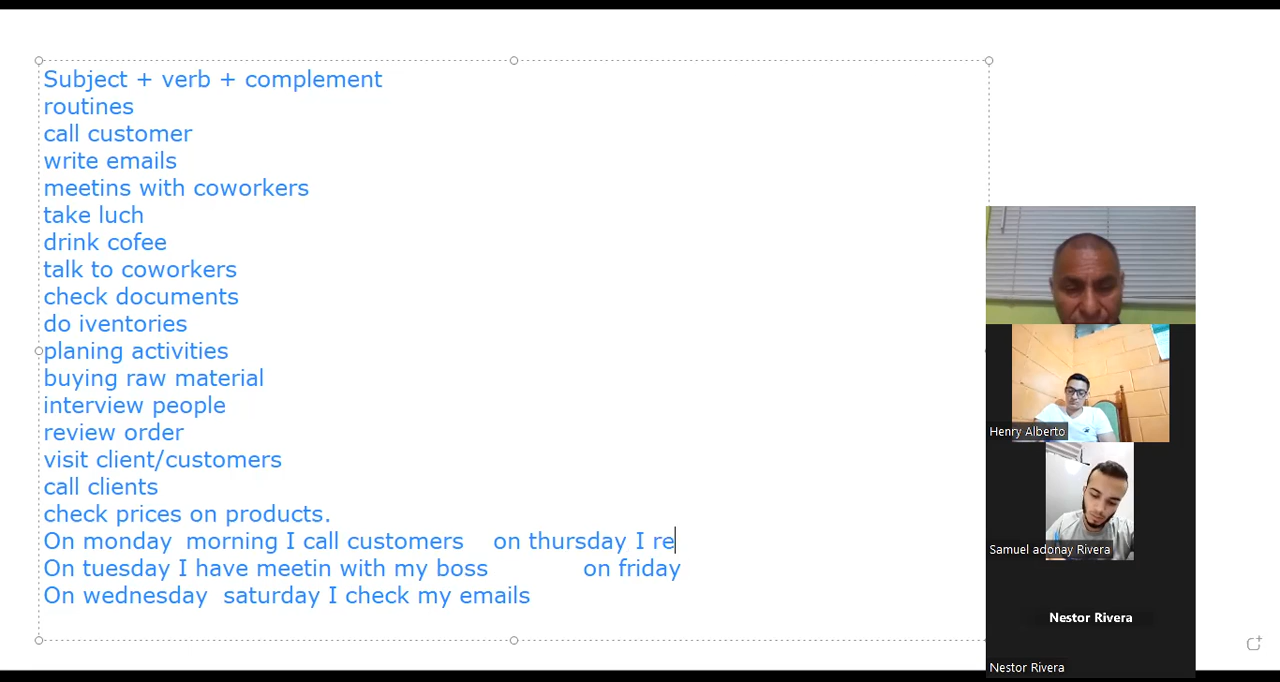 Subject + verb + complement
routines
call customer
write emails
meetins with coworkers
take luch
drink cofee
talk to coworkers
check documents
do iventories
planing activities
buying raw material
interview people
review order
visit client/customers
call clients
check prices on products.
On monday  morning I call customers    on thursday I re
On tuesday I have meetin with my boss             on friday
On wednesday  saturday I check my emails
Henry Alberto
Samuel adonay Rivera
Nestor Rivera
Nestor Rivera